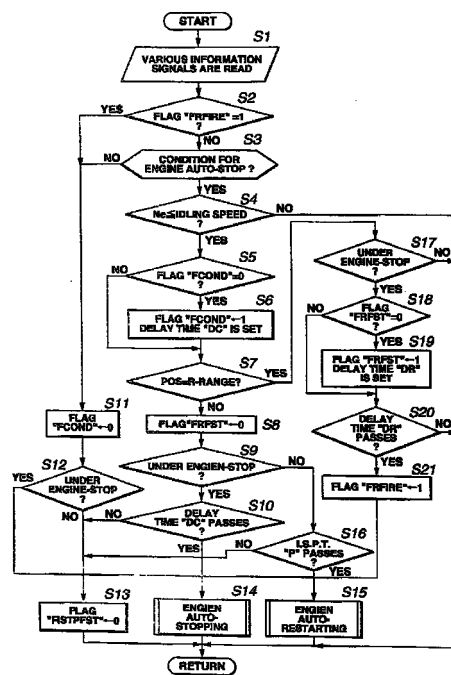 START
S1
VARIOUS INFORMATION
SIGNALS ARE READ
S2
YES
FLAG "FRFIRE"=1
?
NO
S3
NO
CONDITION FOR
ENGINE AUTO-STOP ?
YES
S4
Ne≦IDLING SPEED
?
NO
YES
S5
NO
FLAG "FCOND"=0
?
YES
S6
FLAG "FCOND"←1
DELAY TIME "DC" IS SET
S7
POS=R-RANGE?
YES
NO
S8
FLAG"FRFST"←0
S9
UNDER ENGIEN-STOP
?
NO
YES
S10
DELAY
TIME "DC" PASSES
?
NO
YES
S11
FLAG
"FCOND"←0
S12
YES
UNDER
ENGINE-STOP
?
NO
S13
FLAG
"RSTPFST"←0
S14
ENGIEN
AUTO-
STOPPING
S15
ENGIEN
AUTO-
RESTARTING
S16
I.S.P.T.
"P" PASSES
?
NO
YES
S17
UNDER
ENGINE-STOP
?
NO
YES
S18
NO
FLAG
"FRFST"=0
?
YES
S19
FLAG "FRFST"←1
DELAY TIME "DR"
IS SET
S20
DELAY
TIME "DR"
PASSES
?
NO
YES
S21
FLAG "FRFIRE"←1
RETURN